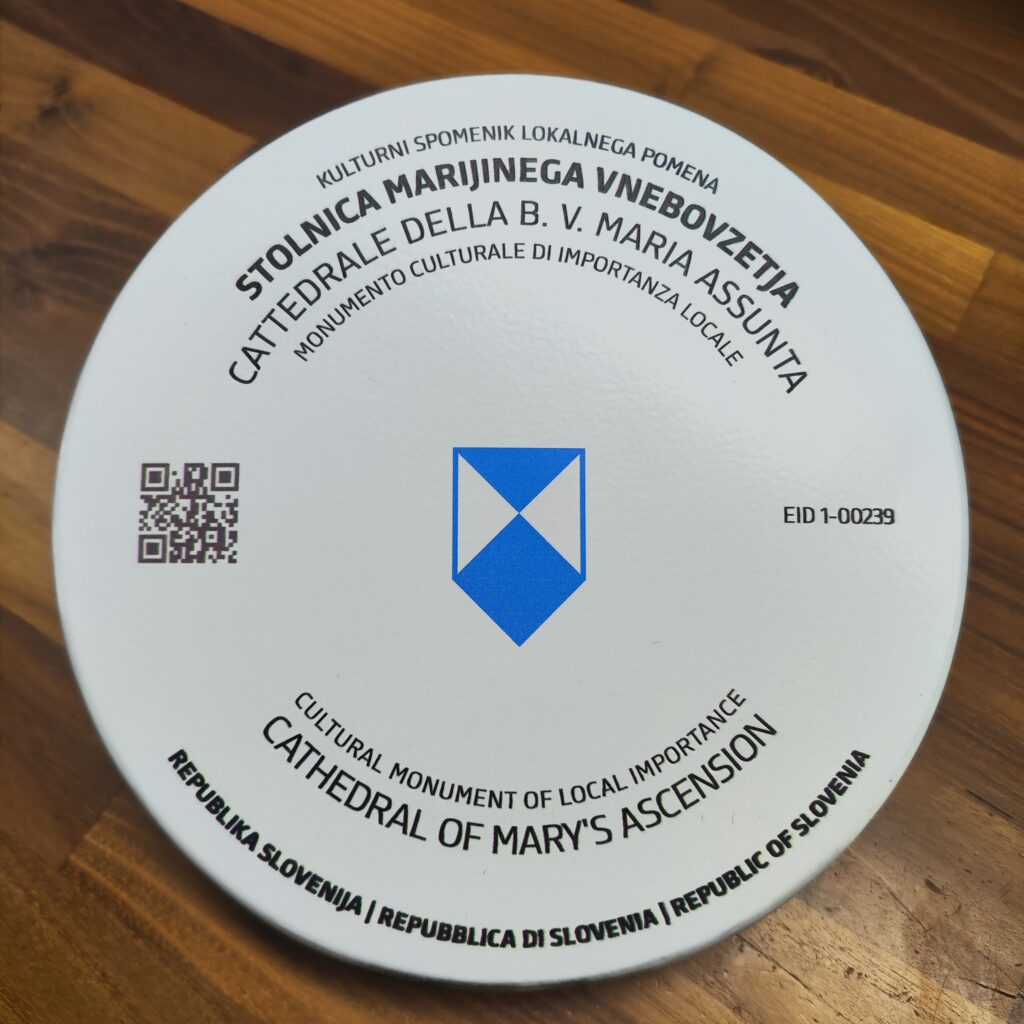 KULTURNI SPOMENIK LOKALNEGA POMENA
STOLNICA MARIJINEGA VNEBOVZETJA
CATTEDRALE DELLA B. V. MARIA ASSUNTA
MONUMENTO CULTURALE DI IMPORTANZA LOCALE
EID 1-00239
CULTURAL MONUMENT OF LOCAL IMPORTANCE
CATHEDRAL OF MARY'S ASCENSION
REPUBLIKA SLOVENIJA | REPUBBLICA DI SLOVENIA | REPUBLIC OF SLOVENIA